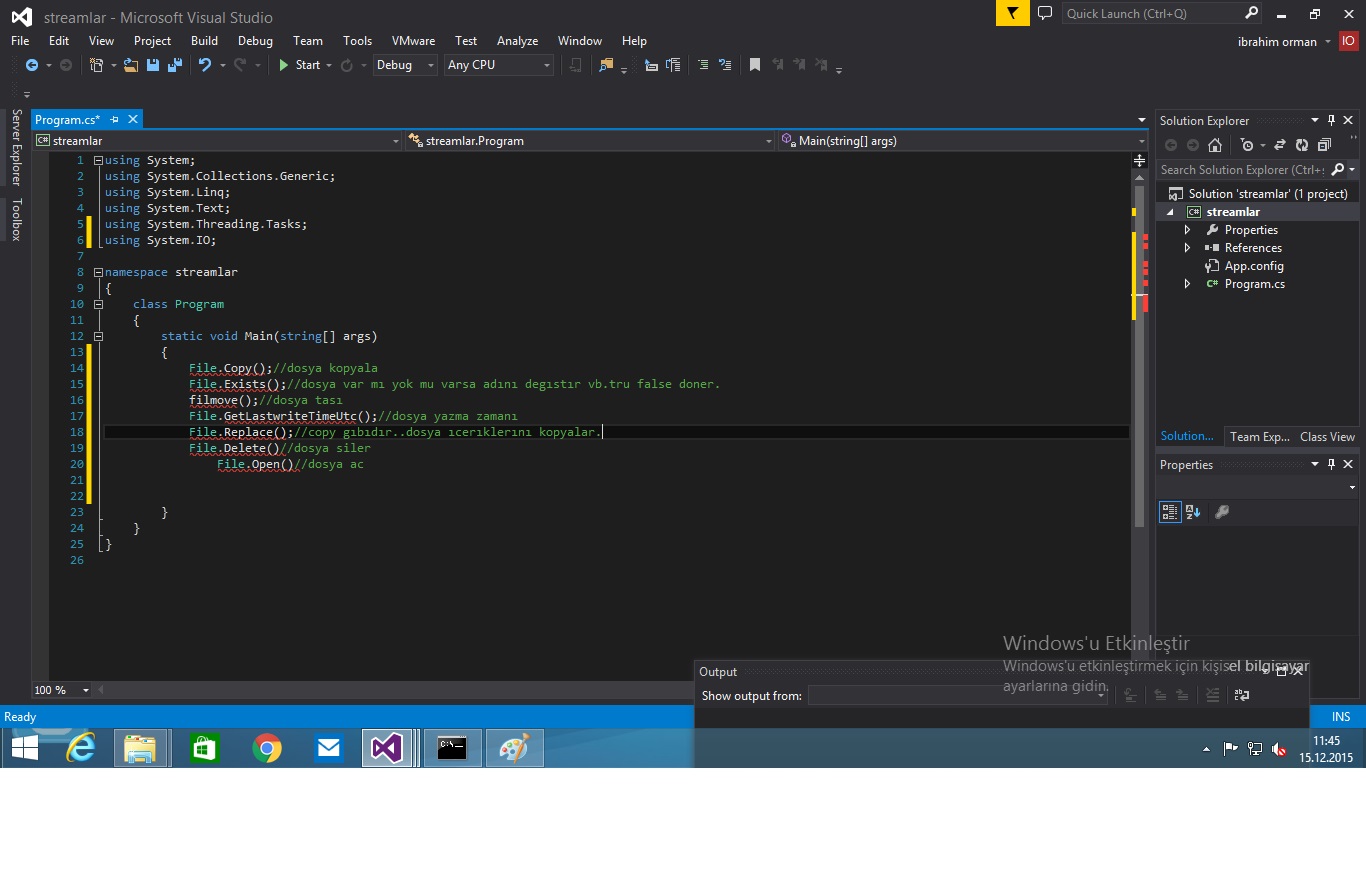 streamlar - Microsoft Visual Studio
Quick Launch (Ctrl+Q)
File Edit View Project Build Debug Team Tools VMware Test Analyze Window Help
ibrahim orman IO
Start Debug Any CPU
Server Explorer
Toolbox
Program.cs*
streamlar streamlar.Program Main(string[] args)
1 using System;
2 using System.Collections.Generic;
3 using System.Linq;
4 using System.Text;
5 using System.Threading.Tasks;
6 using System.IO;
7
8 namespace streamlar
9 {
10 class Program
11 {
12 static void Main(string[] args)
13 {
14 File.Copy();//dosya kopyala
15 File.Exists();//dosya var mı yok mu varsa adını degıstır vb.tru false doner.
16 filmove();//dosya tası
17 File.GetLastwriteTimeUtc();//dosya yazma zamanı
18 File.Replace();//copy gıbıdır..dosya ıcerıklerını kopyalar.
19 File.Delete()//dosya siler
20 File.Open()//dosya ac
21
22
23 }
24 }
25 }
26
100 %
Solution Explorer
Search Solution Explorer (Ctrl+;
Solution 'streamlar' (1 project)
C# streamlar
Properties
References
App.config
C# Program.cs
Solution... Team Exp... Class View
Properties
Windows'u Etkinleştir
Windows'u etkinleştirmek için kişisel bilgisayar
ayarlarına gidin.
Output
Show output from:
Ready
INS
C:\
11:45
15.12.2015